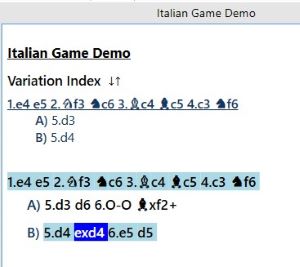 Italian Game Demo
Italian Game Demo
Variation Index ↓↑
1.e4 e5 2.♘f3 ♞c6 3.♗c4 ♝c5 4.c3 ♞f6
A) 5.d3
B) 5.d4
1.e4 e5 2.♘f3 ♞c6 3.♗c4 ♝c5 4.c3 ♞f6
A) 5.d3 d6 6.O-O ♝xf2+
B) 5.d4 exd4 6.e5 d5